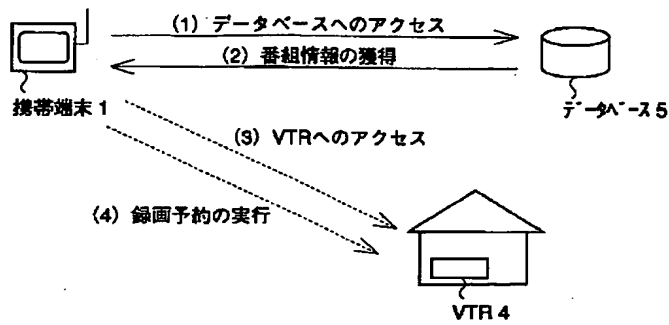 (1) データベースへのアクセス
(2) 番組情報の獲得
携帯端末 1
データベース 5
(3) VTRへのアクセス
(4) 録画予約の実行
VTR 4